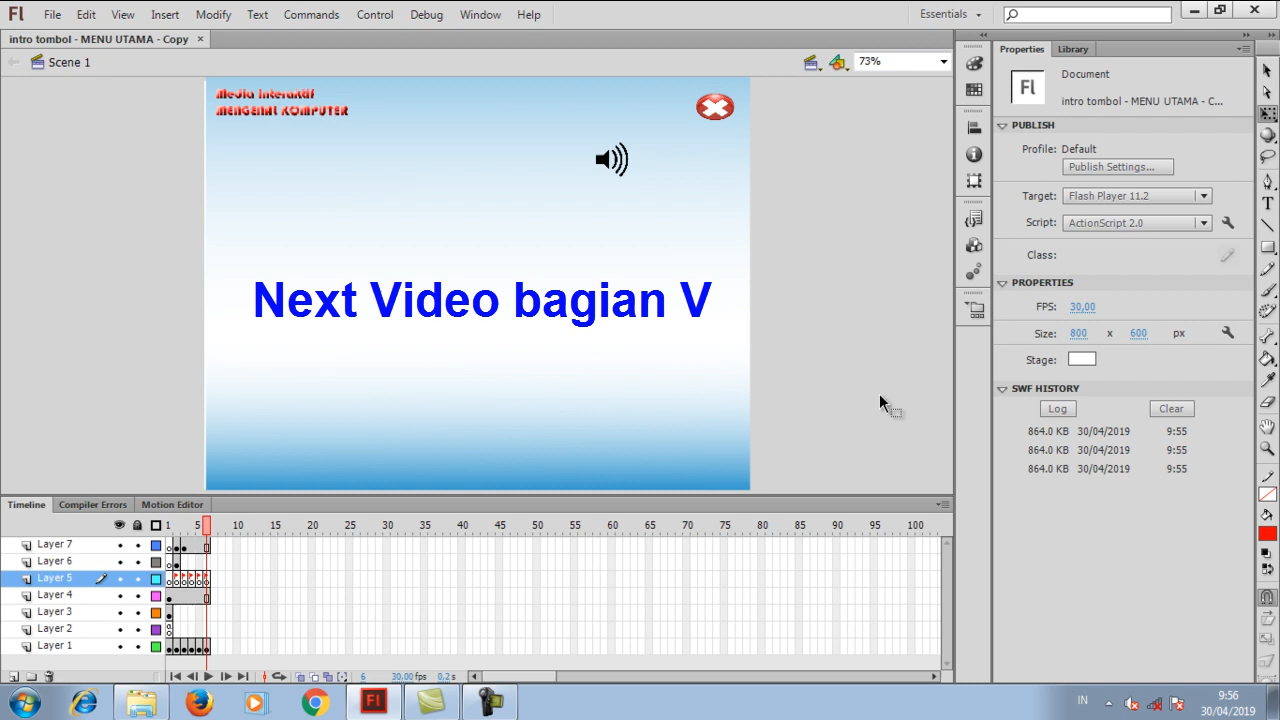 Fl File Edit View Insert Modify Text Commands Control Debug Window Help Essentials
intro tombol - MENU UTAMA - Copy
Scene 1 73%
Media Interaktif
MENGENAL KOMPUTER
Next Video bagian V
Properties Library
Fl Document
intro tombol - MENU UTAMA - C...
PUBLISH
Profile: Default
Publish Settings...
Target: Flash Player 11.2
Script: ActionScript 2.0
Class:
PROPERTIES
FPS: 30,00
Size: 800 x 600 px
Stage:
SWF HISTORY
Log Clear
864.0 KB 30/04/2019 9:55
864.0 KB 30/04/2019 9:55
864.0 KB 30/04/2019 9:55
Timeline Compiler Errors Motion Editor
1 5 10 15 20 25 30 35 40 45 50 55 60 65 70 75 80 85 90 95 100
Layer 7
Layer 6
Layer 5
Layer 4
Layer 3
Layer 2
Layer 1
6 30,00 fps 0,2 s
Fl IN 9:56
30/04/2019